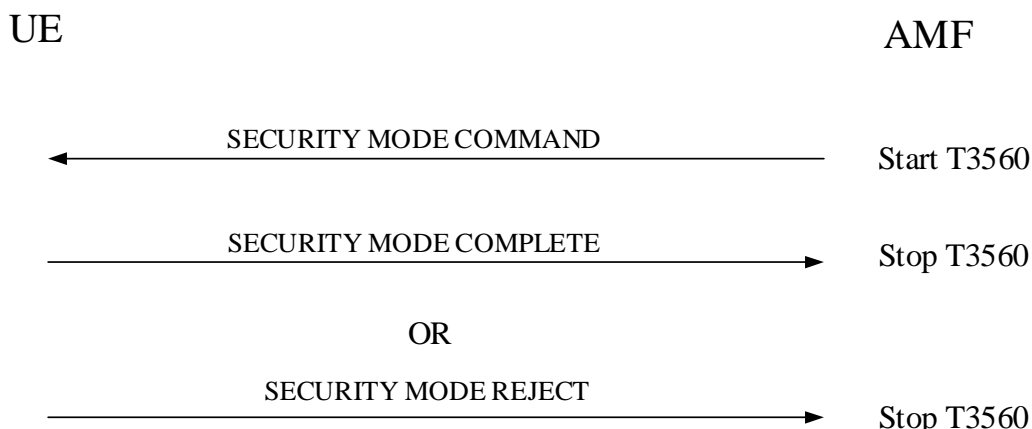 UE
AMF
SECURITY MODE COMMAND
Start T3560
SECURITY MODE COMPLETE
Stop T3560
OR
SECURITY MODE REJECT
Stop T3560